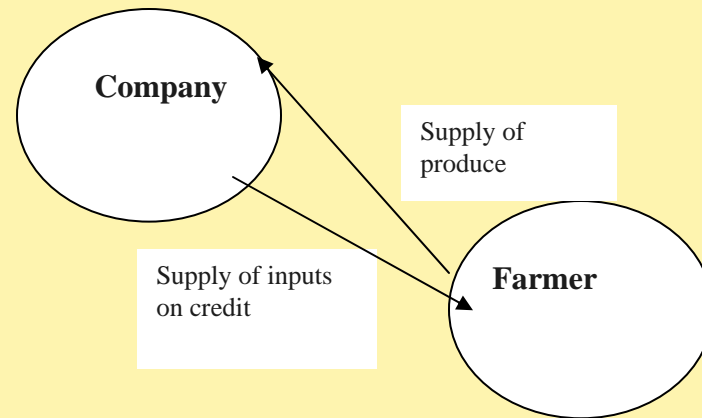 Company
Supply of
produce
Supply of inputs
on credit
Farmer